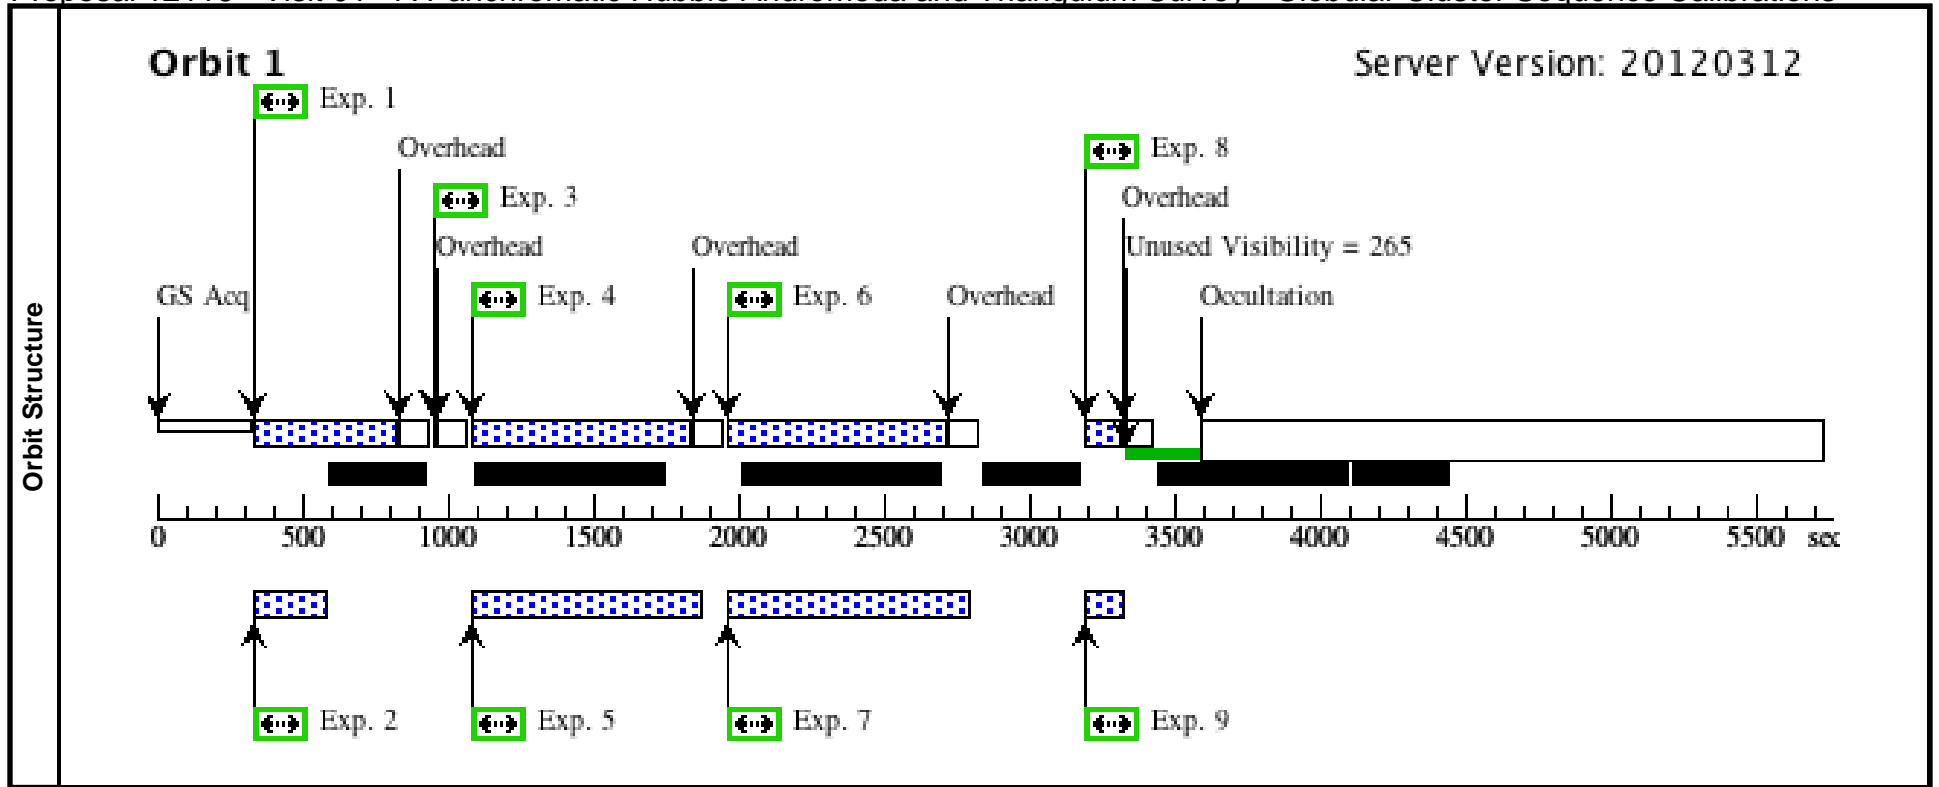 Orbit 1
Server Version: 20120312
Exp. 1
Overhead
Exp. 8
Exp. 3
Overhead
Overhead
Overhead
Unused Visibility = 265
GS Acq
Exp. 4
Exp. 6
Overhead
Occultation
Orbit Structure
0 500 1000 1500 2000 2500 3000 3500 4000 4500 5000 5500 sec
Exp. 2
Exp. 5
Exp. 7
Exp. 9